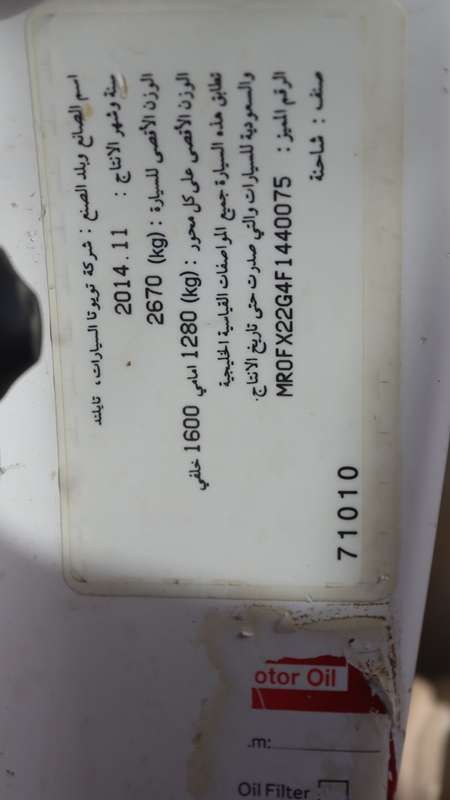 اسم الصانع وبلد الصنع : شركة تويوتا السيارات، تايلند
سنة وشهر الانتاج : 2014.11
الوزن الأقصى للسيارة : 2670 (kg)
الوزن الأقصى على كل محور : 1280 (kg) امامي 1600 خلفي
تطابق هذه السيارة جميع المواصفات القياسية الخليجية
والسعودية للسيارات والتي صدرت حتى تاريخ الانتاج.
الرقم المميز : MR0FX22G4F1440075
صنف : شاحنة
71010
otor Oil
.m:
Oil Filter